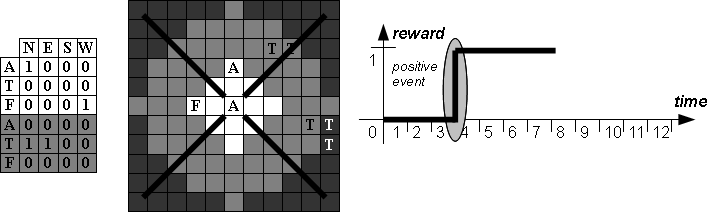 N E S W
A 1 0 0 0
T 0 0 0 0
F 0 0 0 1
A 0 0 0 0
T 1 1 0 0
F 0 0 0 0
T T
A
F A
T T
T
reward
1
positive
event
time
0 1 2 3 4 5 6 7 8 9 10 11 12